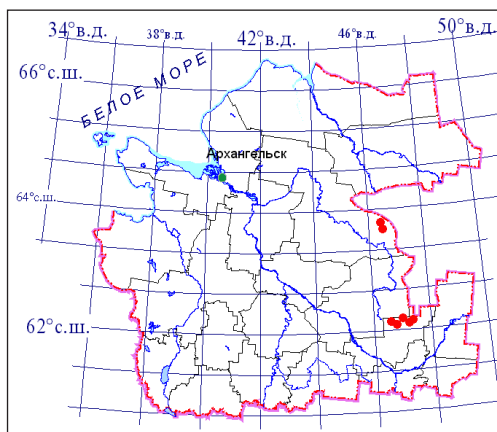 34°в.д.
38°в.д.
42°в.д.
46°в.д.
50°в.д.
66°с.ш.
БЕЛОЕ МОРЕ
Архангельск
64°с.ш.
62°с.ш.